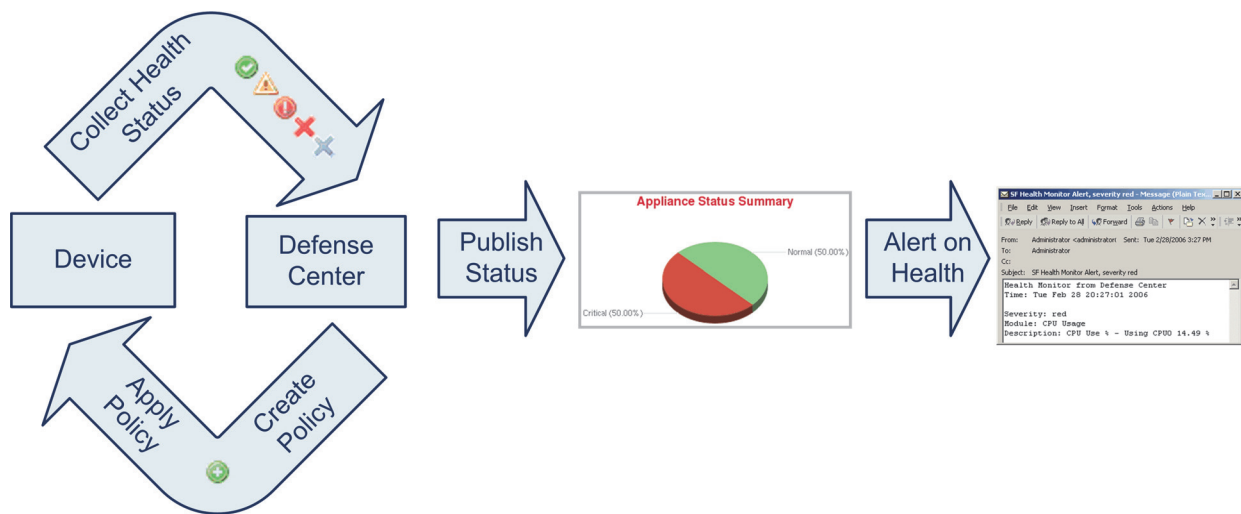 Collect Health
Status
Device
Defense
Center
Apply
Policy
Create
Policy
Publish
Status
Appliance Status Summary
Normal (50.00%)
Critical (50.00%)
Alert on
Health
SF Health Monitor Alert, severity red - Message (Plain Tex...
File Edit View Insert Format Tools Actions Help
Reply Reply to All Forward
From: Administrator <administrator> Sent: Tue 2/28/2006 3:27 PM
To: Administrator
Cc:
Subject: SF Health Monitor Alert, severity red
Health Monitor from Defense Center
Time: Tue Feb 28 20:27:01 2006
Severity: red
Module: CPU Usage
Description: CPU Use % - Using CPU0 14.49 %